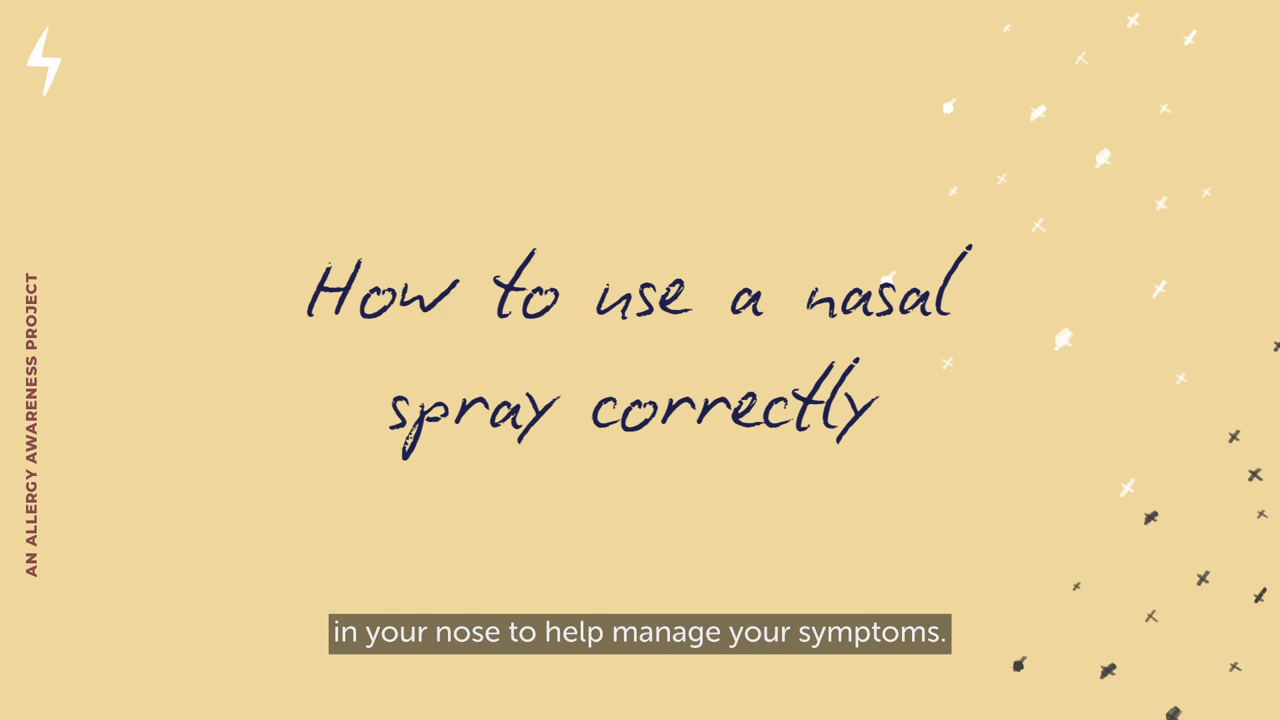 AN ALLERGY AWARENESS PROJECT
How to use a nasal
spray correctly
in your nose to help manage your symptoms.